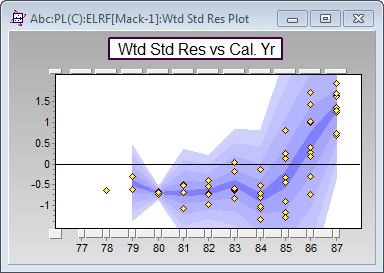 Abc:PL(C):ELRF[Mack-1]:Wtd Std Res Plot
Wtd Std Res vs Cal. Yr
1.5
1
0.5
0
-0.5
-1
77 78 79 80 81 82 83 84 85 86 87